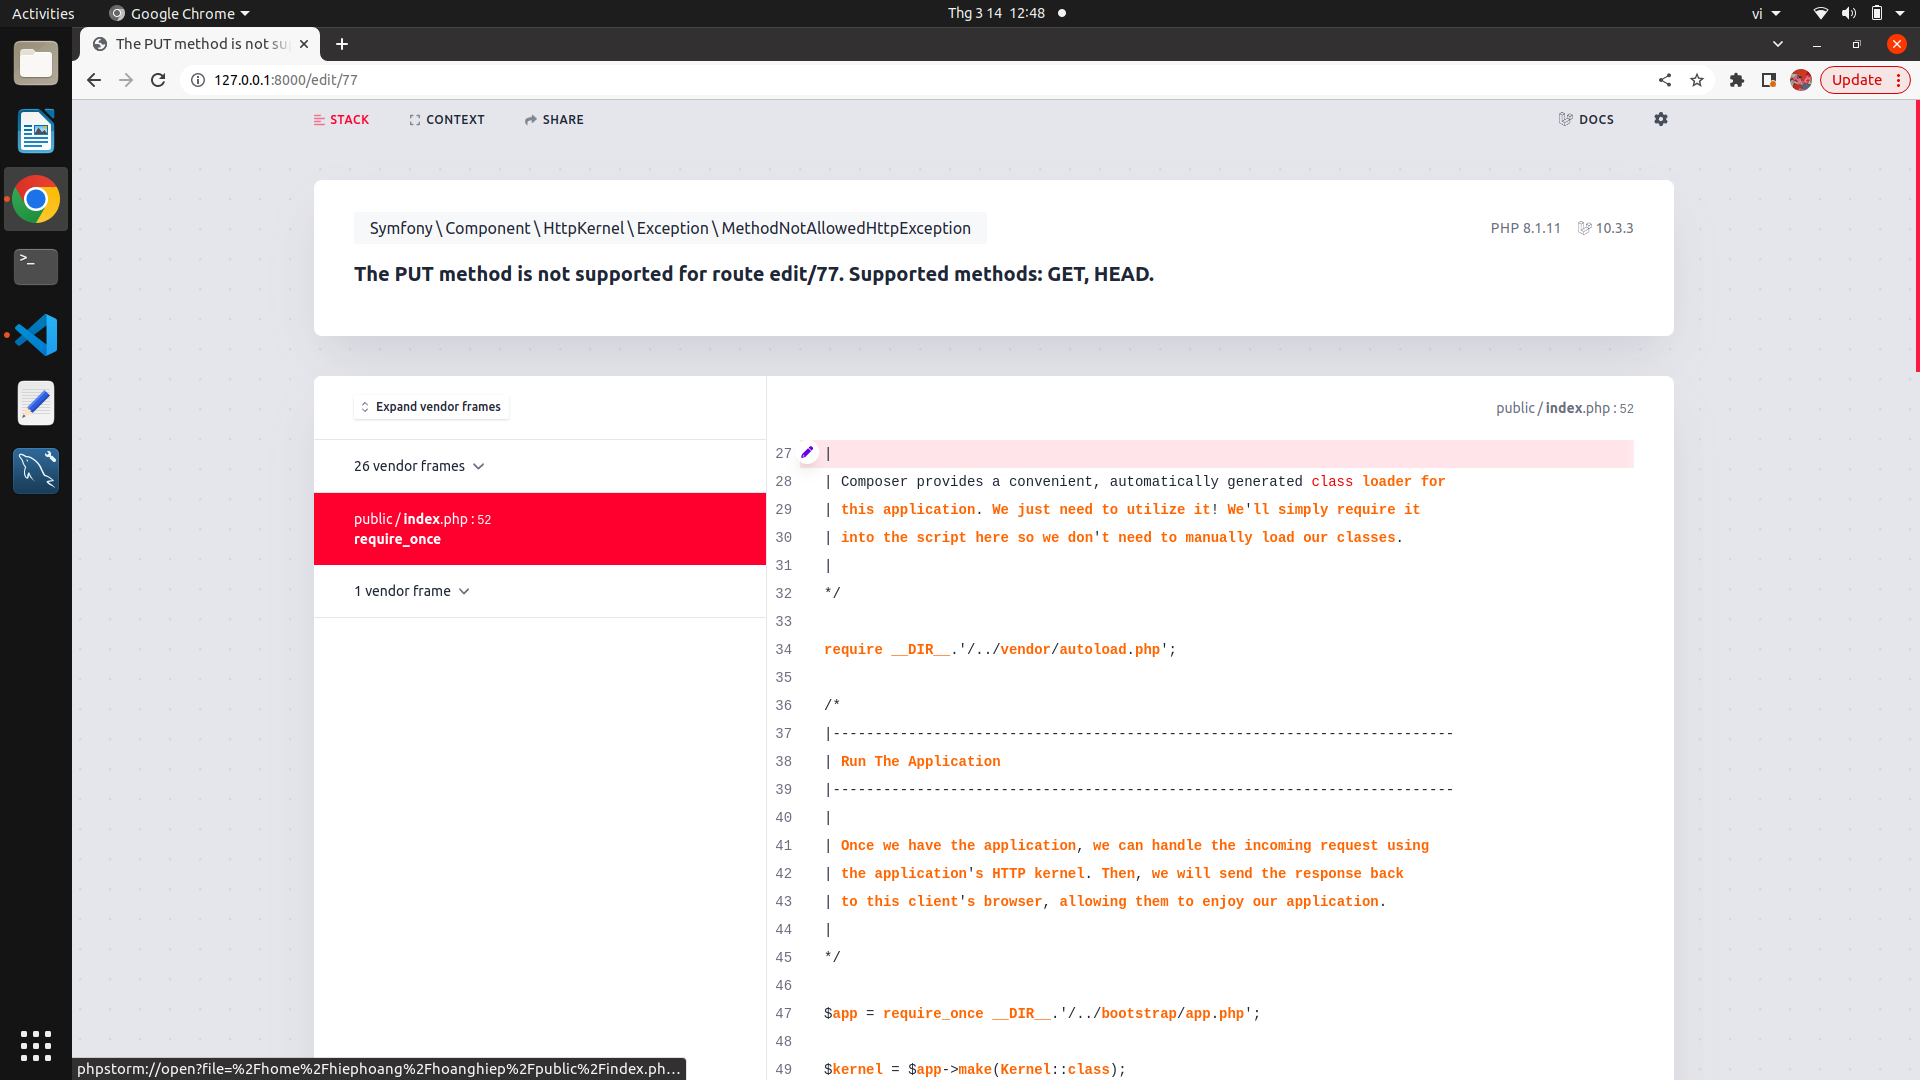 Activities
Google Chrome
Thg 3 14 12:48
vi
The PUT method is not su
127.0.0.1:8000/edit/77
Update
STACK
CONTEXT
SHARE
DOCS
Symfony\Component\HttpKernel\Exception\MethodNotAllowedHttpException
PHP 8.1.11
10.3.3
The PUT method is not supported for route edit/77. Supported methods: GET, HEAD.
Expand vendor frames
26 vendor frames
public/index.php:52
require_once
1 vendor frame
public/index.php:52
27 |
28 | Composer provides a convenient, automatically generated class loader for
29 | this application. We just need to utilize it! We'll simply require it
30 | into the script here so we don't need to manually load our classes.
31 |
32 */
33
34 require __DIR__.'/../vendor/autoload.php';
35
36 /*
37 |--------------------------------------------------------------------------
38 | Run The Application
39 |--------------------------------------------------------------------------
40 |
41 | Once we have the application, we can handle the incoming request using
42 | the application's HTTP kernel. Then, we will send the response back
43 | to this client's browser, allowing them to enjoy our application.
44 |
45 */
46
47 $app = require_once __DIR__.'/../bootstrap/app.php';
48
49 $kernel = $app->make(Kernel::class);
phpstorm://open?file=%2Fhome%2Fhiephoang%2Fhoanghiep%2Fpublic%2Findex.ph…